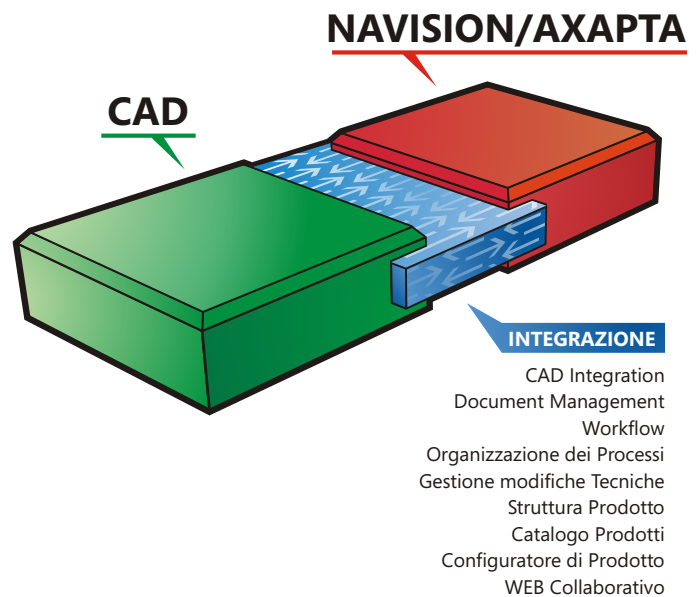 NAVISION/AXAPTA
CAD
INTEGRAZIONE
CAD Integration
Document Management
Workflow
Organizzazione dei Processi
Gestione modifiche Tecniche
Struttura Prodotto
Catalogo Prodotti
Configuratore di Prodotto
WEB Collaborativo